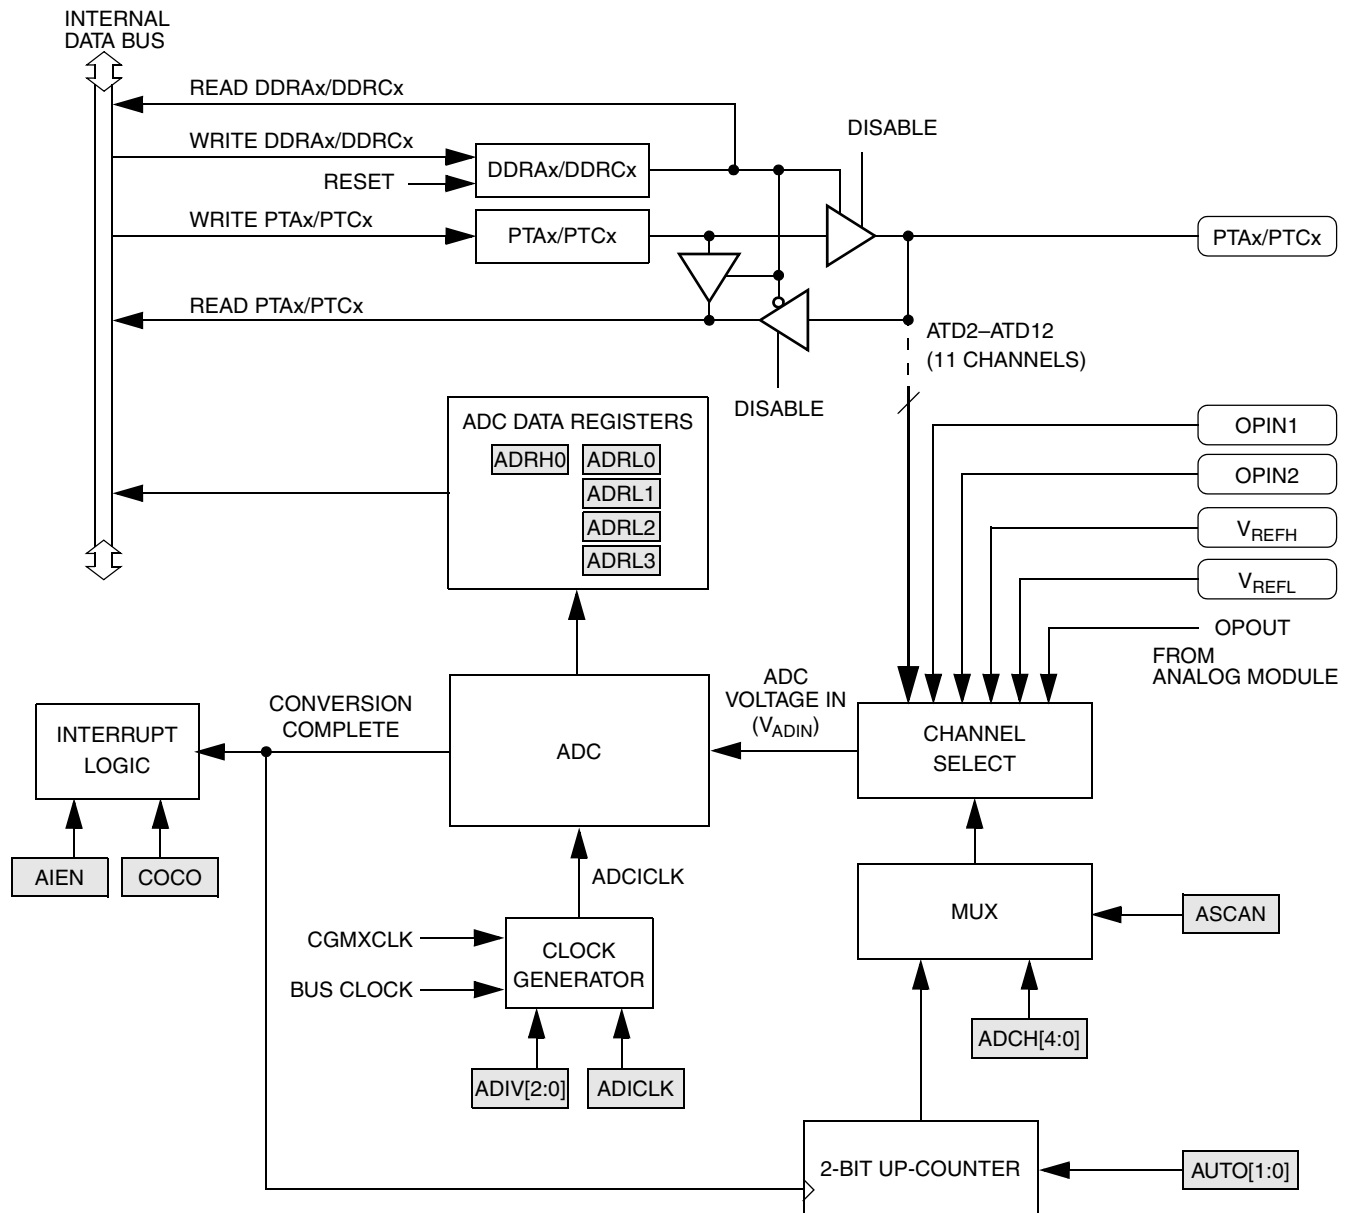 INTERNAL
DATA BUS
READ DDRAx/DDRCx
WRITE DDRAx/DDRCx
RESET
DDRAx/DDRCx
DISABLE
WRITE PTAx/PTCx
PTAx/PTCx
PTAx/PTCx
READ PTAx/PTCx
DISABLE
ATD2–ATD12
(11 CHANNELS)
ADC DATA REGISTERS
ADRH0
ADRL0
ADRL1
ADRL2
ADRL3
OPIN1
OPIN2
VREFH
VREFL
OPOUT
FROM
ANALOG MODULE
INTERRUPT
LOGIC
CONVERSION
COMPLETE
ADC
ADC
VOLTAGE IN
(VADIN)
CHANNEL
SELECT
AIEN
COCO
ADCICLK
MUX
ASCAN
CGMXCLK
BUS CLOCK
CLOCK
GENERATOR
ADCH[4:0]
ADIV[2:0]
ADICLK
2-BIT UP-COUNTER
AUTO[1:0]